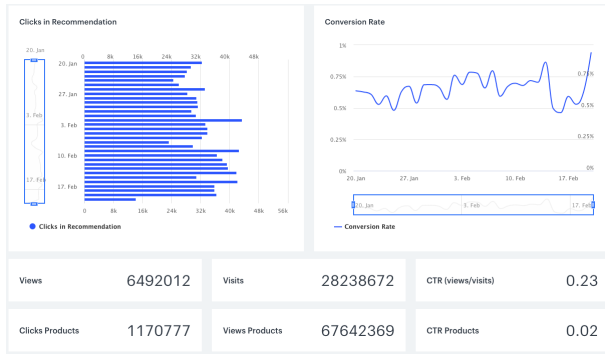 Clicks in Recommendation
20. Jan
3. Feb
17. Feb
0 8k 16k 24k 32k 40k 48k
20. Jan
27. Jan
3. Feb
10. Feb
17. Feb
0 8k 16k 24k 32k 40k 48k 56k
Clicks in Recommendation
Conversion Rate
1%
0.75%
0.5%
0.25%
0%
0.75%
0.5%
0.25%
0%
20. Jan 27. Jan 3. Feb 10. Feb 17. Feb
20. Jan 3. Feb 17. Feb
Conversion Rate
Views 6492012
Visits 28238672
CTR (views/visits) 0.23
Clicks Products 1170777
Views Products 67642369
CTR Products 0.02